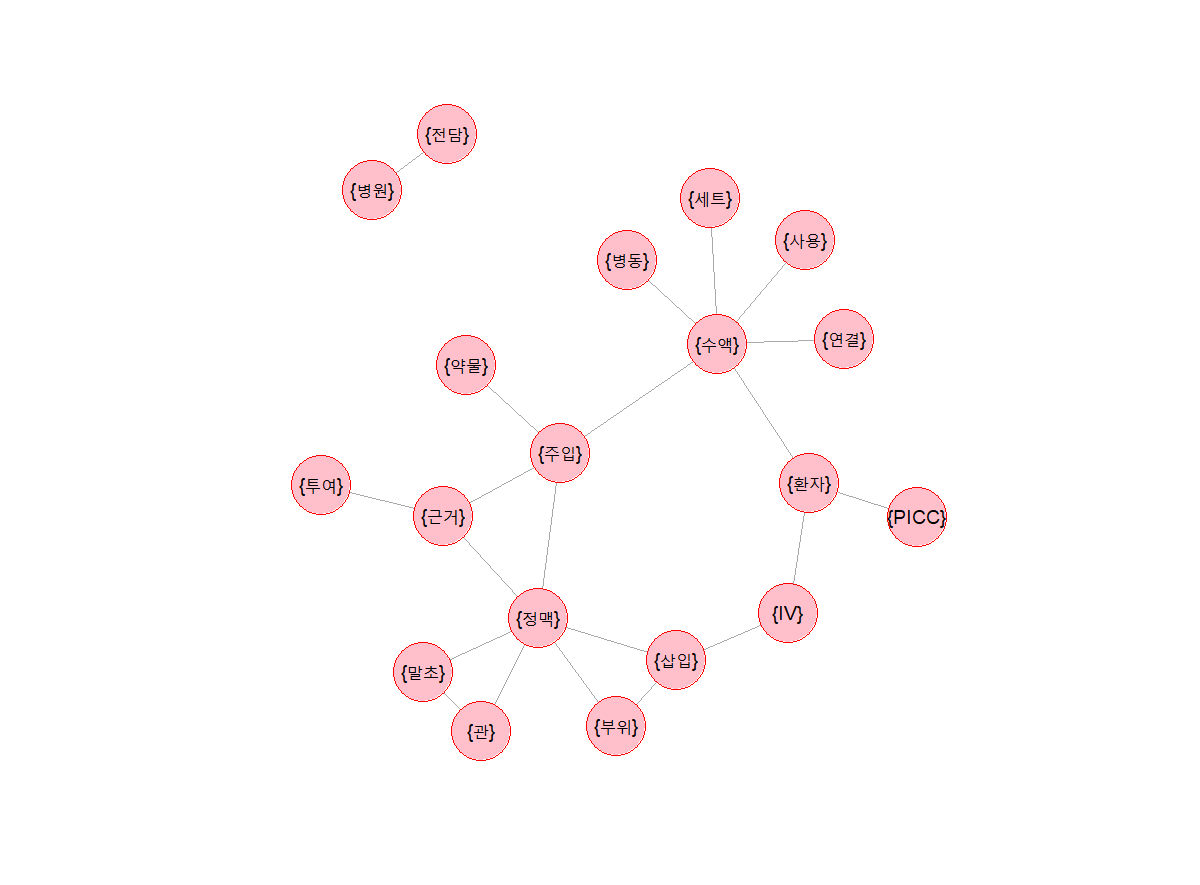 {전담}
{병원}
{세트}
{사용}
{병동}
{연결}
{수액}
{약물}
{주입}
{환자}
{투여}
{근거}
{PICC}
{IV}
{정맥}
{삽입}
{말초}
{부위}
{관}